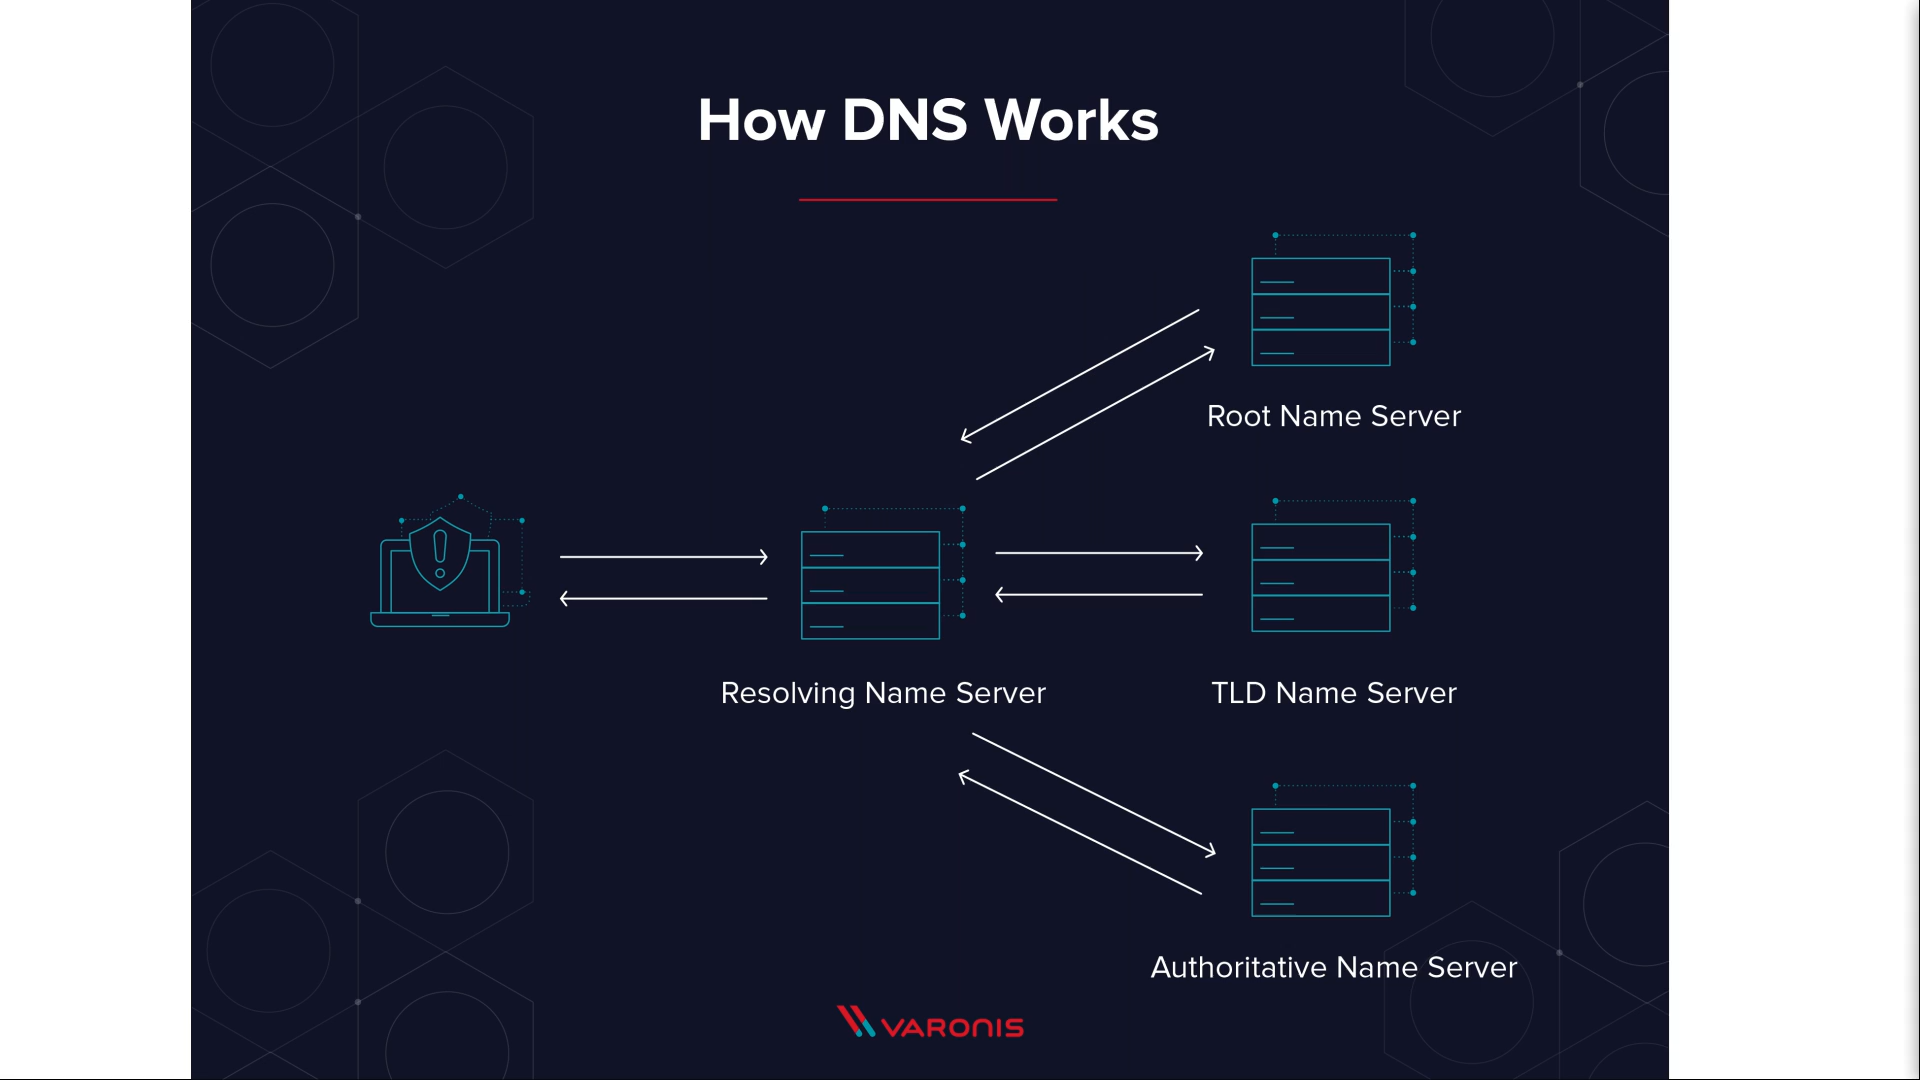 How DNS Works
Root Name Server
Resolving Name Server
TLD Name Server
Authoritative Name Server
VARONIS